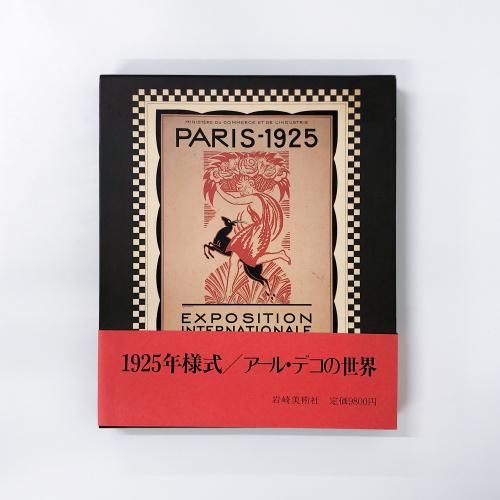 MINISTÈRE DU COMMERCE ET DE L'INDUSTRIE
PARIS-1925
EXPOSITION
INTERNATIONALE
1925年様式/アール・デコの世界
岩崎美術社 定価9800円